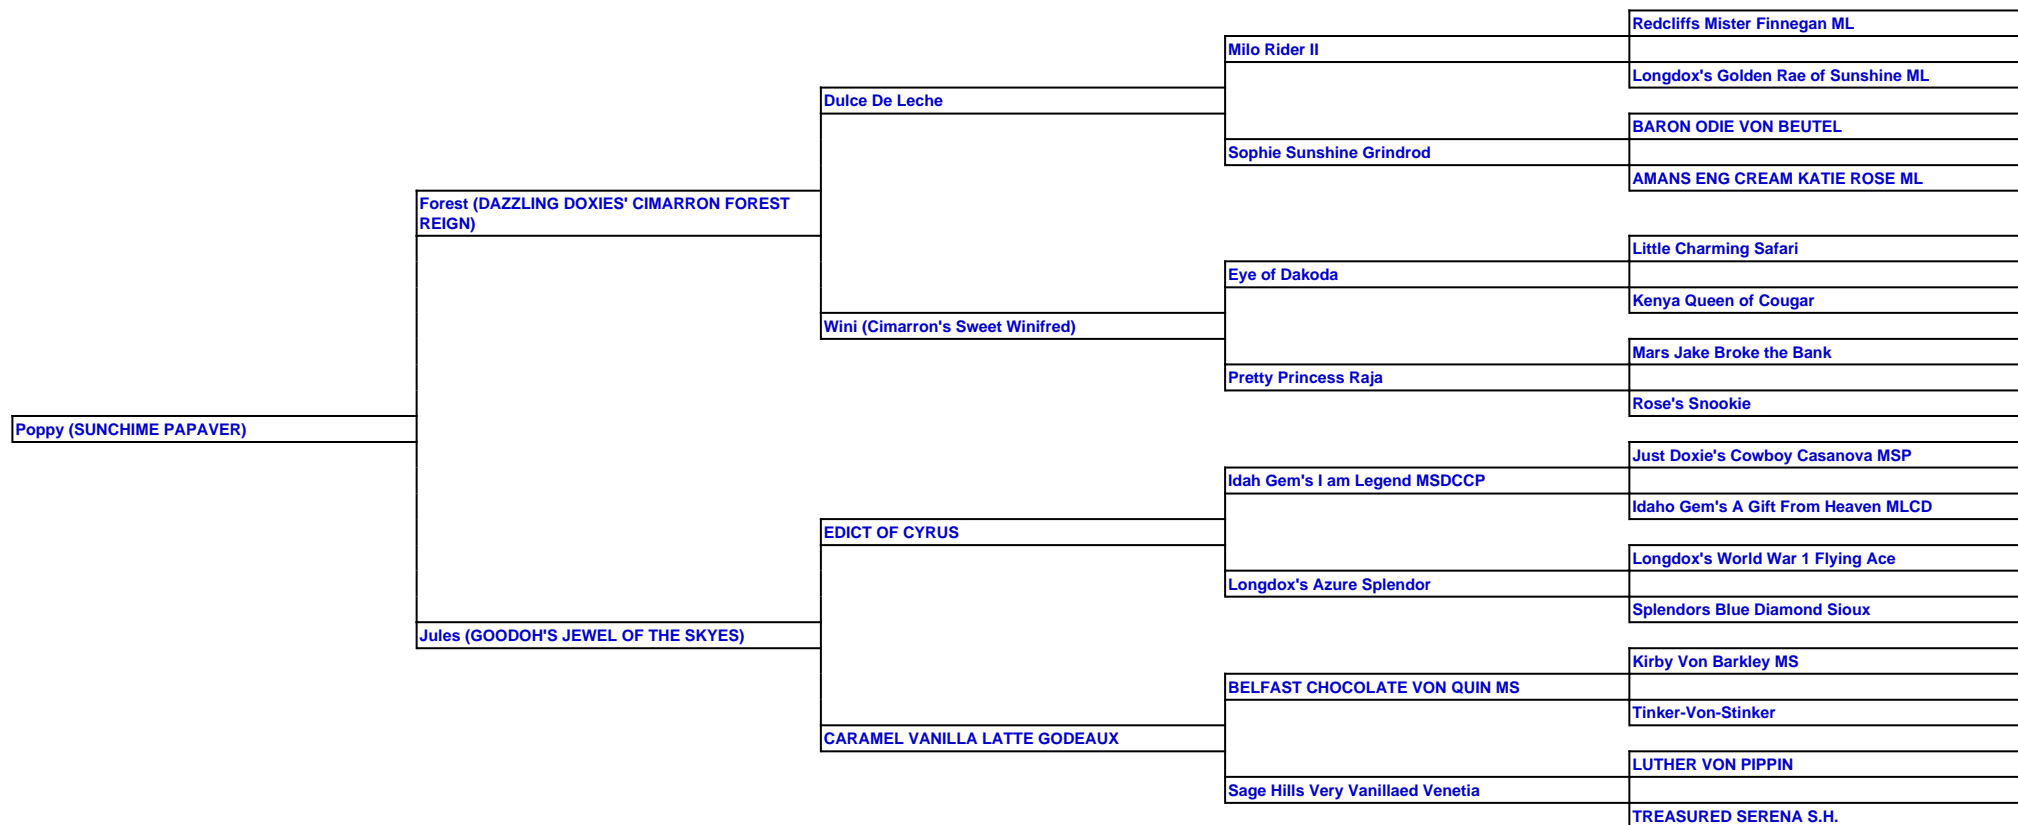 Redcliffs Mister Finnegan ML
Milo Rider II
Longdox's Golden Rae of Sunshine ML
Dulce De Leche
BARON ODIE VON BEUTEL
Sophie Sunshine Grindrod
AMANS ENG CREAM KATIE ROSE ML
Forest (DAZZLING DOXIES' CIMARRON FOREST
REIGN)
Little Charming Safari
Eye of Dakoda
Kenya Queen of Cougar
Wini (Cimarron's Sweet Winifred)
Mars Jake Broke the Bank
Pretty Princess Raja
Rose's Snookie
Poppy (SUNCHIME PAPAVER)
Just Doxie's Cowboy Casanova MSP
Idah Gem's I am Legend MSDCCP
Idaho Gem's A Gift From Heaven MLCD
EDICT OF CYRUS
Longdox's World War 1 Flying Ace
Longdox's Azure Splendor
Splendors Blue Diamond Sioux
Jules (GOODOH'S JEWEL OF THE SKYES)
Kirby Von Barkley MS
BELFAST CHOCOLATE VON QUIN MS
Tinker-Von-Stinker
CARAMEL VANILLA LATTE GODEAUX
LUTHER VON PIPPIN
Sage Hills Very Vanillaed Venetia
TREASURED SERENA S.H.